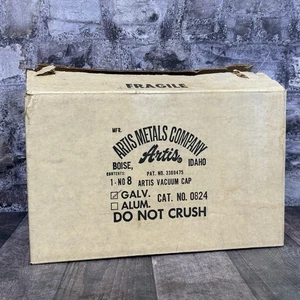 FRAGILE
MFR.
ARTIS METALS COMPANY
Artis®
BOISE, IDAHO
CONTENTS: PAT. NO. 3368475
1-NO 8 ARTIS VACUUM CAP
GALV. CAT. NO. 0824
ALUM.
DO NOT CRUSH